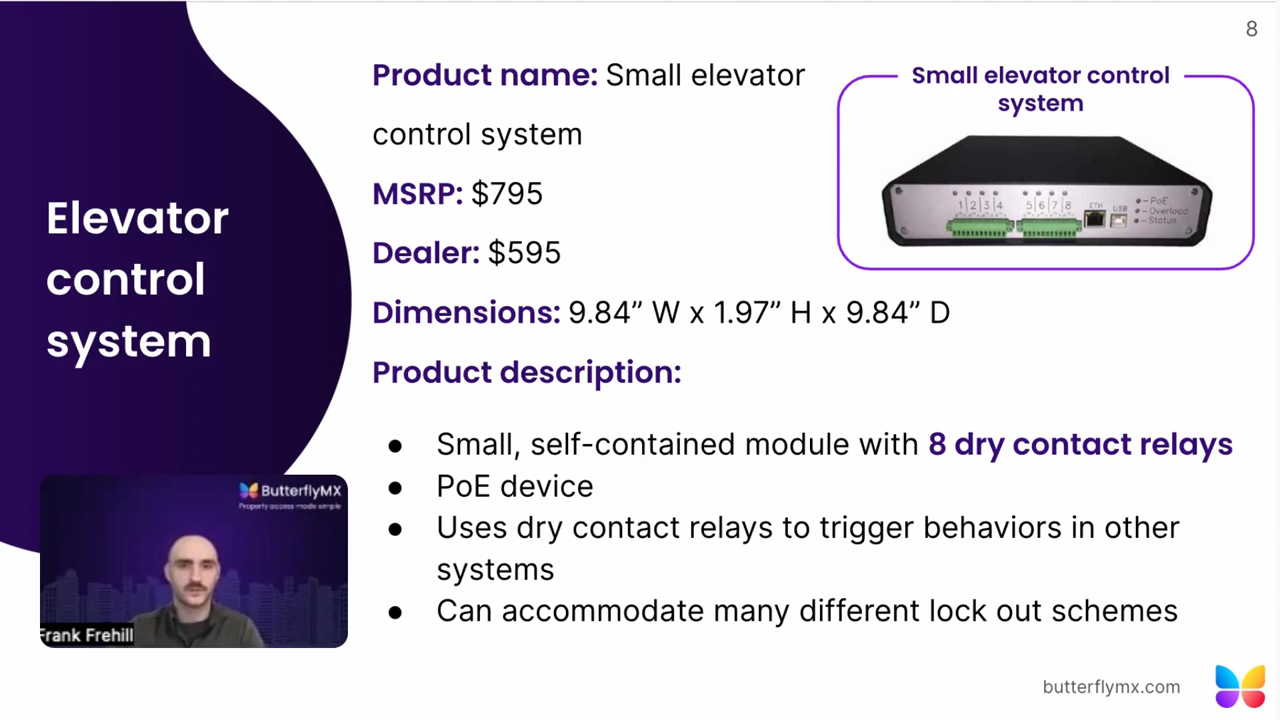 8
Elevator
control
system
Product name: Small elevator
control system
MSRP: $795
Dealer: $595
Dimensions: 9.84” W x 1.97” H x 9.84” D
Product description:
● Small, self-contained module with 8 dry contact relays
● PoE device
● Uses dry contact relays to trigger behaviors in other
systems
● Can accommodate many different lock out schemes
Small elevator control
system
1 2 3 4 5 6 7 8
ETH USB
PoE
Overload
Status
ButterflyMX
Property access made simple
Frank Frehill
butterflymx.com